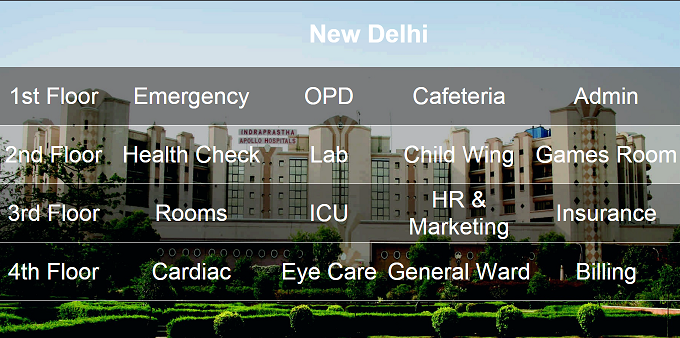 New Delhi
1st Floor Emergency OPD Cafeteria Admin
INDRAPRASTHA
APOLLO HOSPITALS
2nd Floor Health Check Lab Child Wing Games Room
3rd Floor Rooms ICU HR & Marketing Insurance
4th Floor Cardiac Eye Care General Ward Billing